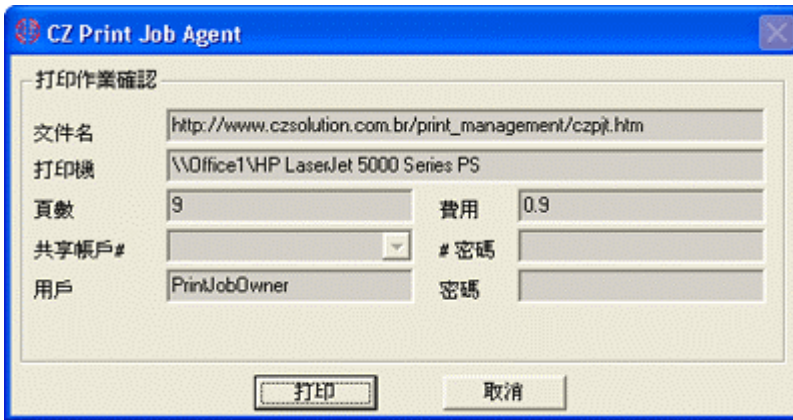 CZ Print Job Agent
打印作業確認
文件名 http://www.czsolution.com.br/print_management/czpjt.htm
打印機 \\Office1\HP LaserJet 5000 Series PS
頁數 9 費用 0.9
共享帳戶# #密碼
用戶 PrintJobOwner 密碼
打印 取消